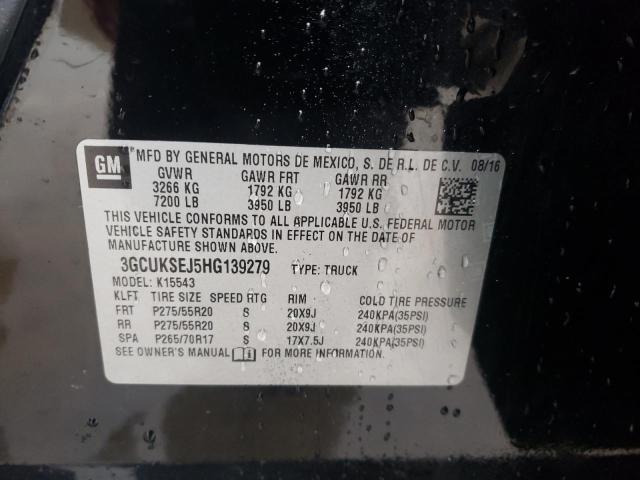 GM MFD BY GENERAL MOTORS DE MEXICO, S. DE R.L. DE C.V. 08/16
GVWR GAWR FRT GAWR RR
3266 KG 1792 KG 1792 KG
7200 LB 3950 LB 3950 LB
THIS VEHICLE CONFORMS TO ALL APPLICABLE U.S. FEDERAL MOTOR
VEHICLE SAFETY STANDARDS IN EFFECT ON THE DATE OF
MANUFACTURE SHOWN ABOVE.
3GCUKSEJ5HG139279 TYPE: TRUCK
MODEL: K15543
KLFT TIRE SIZE SPEED RTG RIM COLD TIRE PRESSURE
FRT P275/55R20 S 20X9J 240KPA(35PSI)
RR P275/55R20 S 20X9J 240KPA(35PSI)
SPA P265/70R17 S 17X7.5J 240KPA(35PSI)
SEE OWNER'S MANUAL FOR MORE INFORMATION.